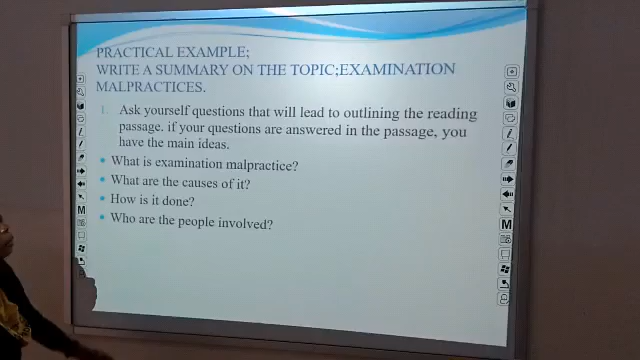 PRACTICAL EXAMPLE;
WRITE A SUMMARY ON THE TOPIC;EXAMINATION
MALPRACTICES.
1. Ask yourself questions that will lead to outlining the reading
passage. if your questions are answered in the passage, you
have the main ideas.
• What is examination malpractice?
• What are the causes of it?
• How is it done?
• Who are the people involved?